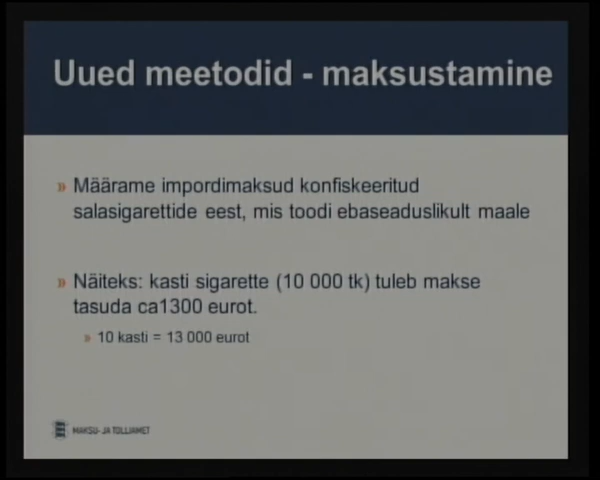 Uued meetodid - maksustamine
» Määrame impordimaksud konfiskeeritud
salasigarettide eest, mis toodi ebaseaduslikult maale
» Näiteks: kasti sigarette (10 000 tk) tuleb makse
tasuda ca1300 eurot.
» 10 kasti = 13 000 eurot
MAKSU- JA TOLLIAMET